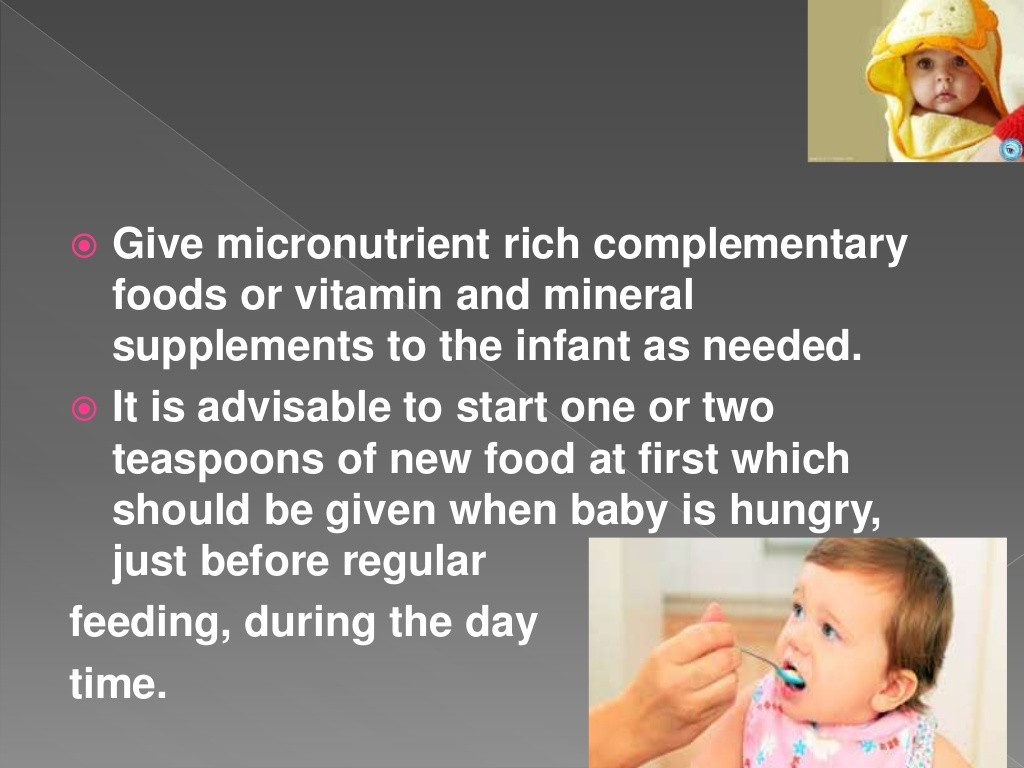 Give micronutrient rich complementary
foods or vitamin and mineral
supplements to the infant as needed.
It is advisable to start one or two
teaspoons of new food at first which
should be given when baby is hungry,
just before regular
feeding, during the day
time.